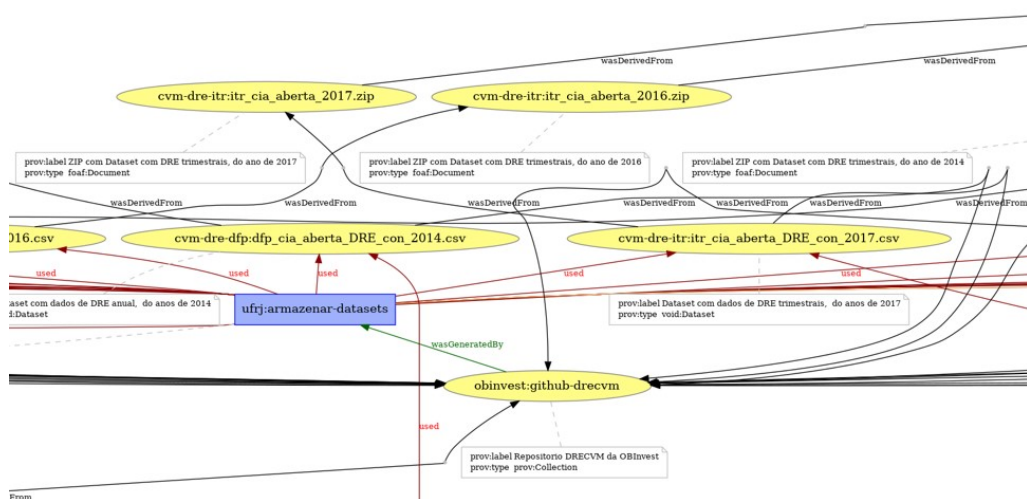 wasDerivedFrom
wasDerivedFrom
cvm-dre-itr:itr_cia_aberta_2017.zip
cvm-dre-itr:itr_cia_aberta_2016.zip
prov:label ZIP com Dataset com DRE trimestrais, do ano de 2017
prov:type foaf:Document
prov:label ZIP com Dataset com DRE trimestrais, do ano de 2016
prov:type foaf:Document
prov:label ZIP com Dataset com DRE trimestrais, do ano de 2014
prov:type foaf:Document
wasDerivedFrom
wasDerivedFrom
wasDerivedFrom
wasDerivedFrom
wasDerivedFrom
016.csv
cvm-dre-dfp:dfp_cia_aberta_DRE_con_2014.csv
cvm-dre-itr:itr_cia_aberta_DRE_con_2017.csv
used
used
used
used
used
aset com dados de DRE anual, do anos de 2014
d:Dataset
ufrj:armazenar-datasets
prov:label Dataset com dados de DRE trimestrais, do anos de 2017
prov:type void:Dataset
wasGeneratedBy
obinvest:github-drecvm
used
prov:label Repositorio DRECVM da OBInvest
prov:type prov:Collection
From